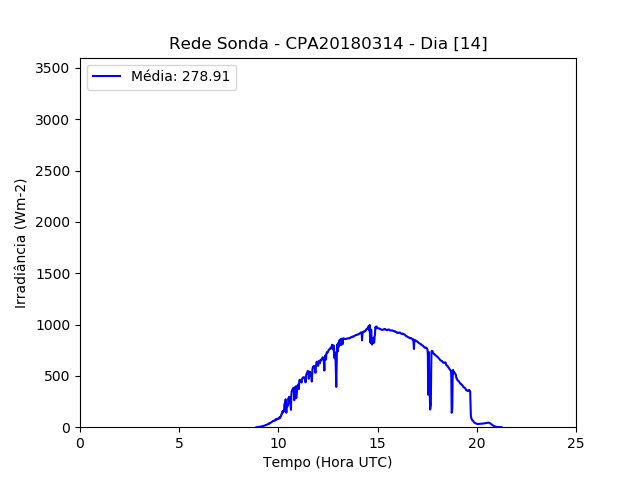 Rede Sonda - CPA20180314 - Dia [14]
Média: 278.91
Irradiância (Wm-2)
3500
3000
2500
2000
1500
1000
500
0
0 5 10 15 20 25
Tempo (Hora UTC)